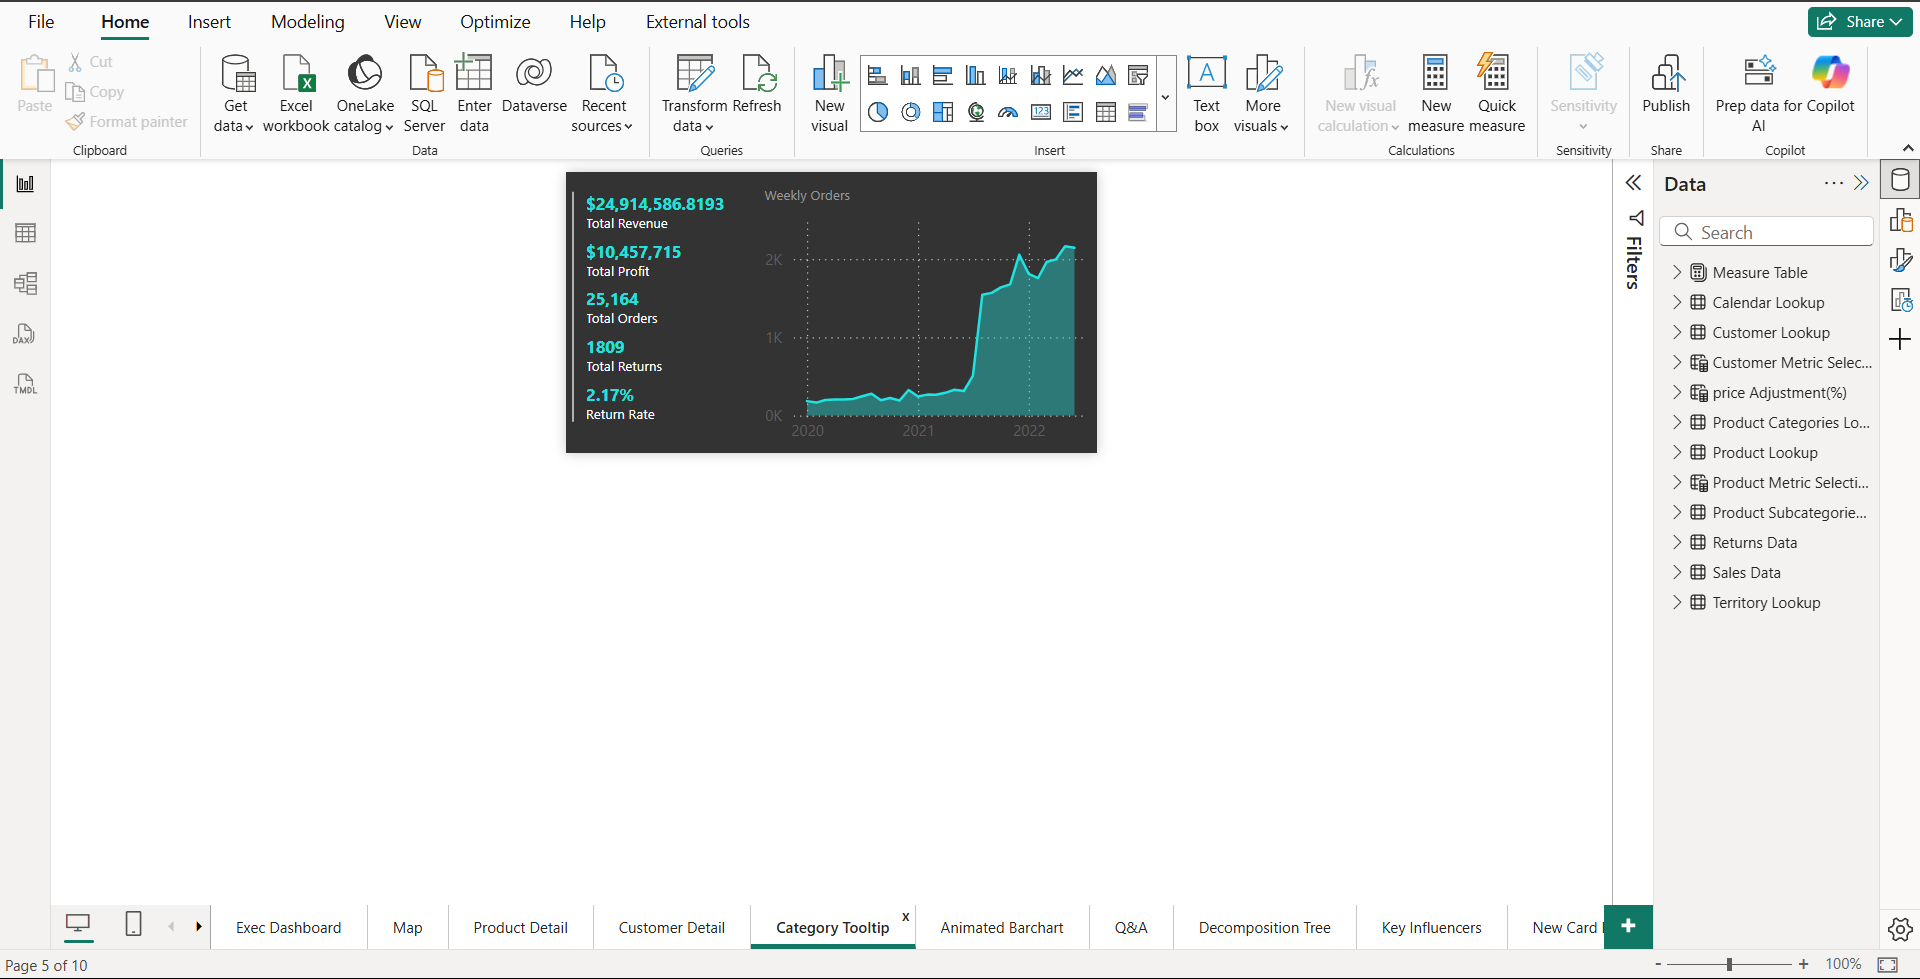 File Home Insert Modeling View Optimize Help External tools Share
Paste
Cut
Copy
Format painter
Clipboard
Get data
Excel workbook
OneLake catalog
SQL Server
Enter data
Dataverse
Recent sources
Data
Transform data
Refresh
Queries
New visual
123
Text box
More visuals
Insert
New visual calculation
New measure
Quick measure
Calculations
Sensitivity
Sensitivity
Publish
Share
Prep data for AI
Copilot
Copilot
DAX
TMDL
$24,914,586.8193
Total Revenue
$10,457,715
Total Profit
25,164
Total Orders
1809
Total Returns
2.17%
Return Rate
Weekly Orders
2K
1K
0K
2020 2021 2022
Filters
Data
Search
Measure Table
Calendar Lookup
Customer Lookup
Customer Metric Selec...
price Adjustment(%)
Product Categories Lo...
Product Lookup
Product Metric Selecti...
Product Subcategorie...
Returns Data
Sales Data
Territory Lookup
Exec Dashboard Map Product Detail Customer Detail Category Tooltip x Animated Barchart Q&A Decomposition Tree Key Influencers New Card
Page 5 of 10
- + 100%